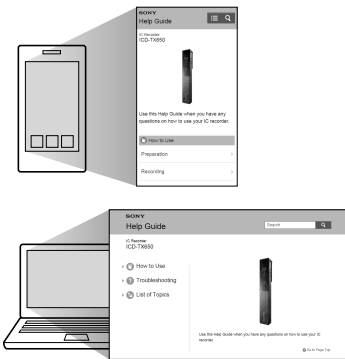 SONY
Help Guide
IC Recorder
ICD-TX650
Use this Help Guide when you have any
questions on how to use your IC recorder.
How to Use
Preparation
Recording
SONY
Help Guide
Search
IC Recorder
ICD-TX650
How to Use
Troubleshooting
List of Topics
Use this Help Guide when you have any questions on how to use your IC
recorder.
Go to Page Top